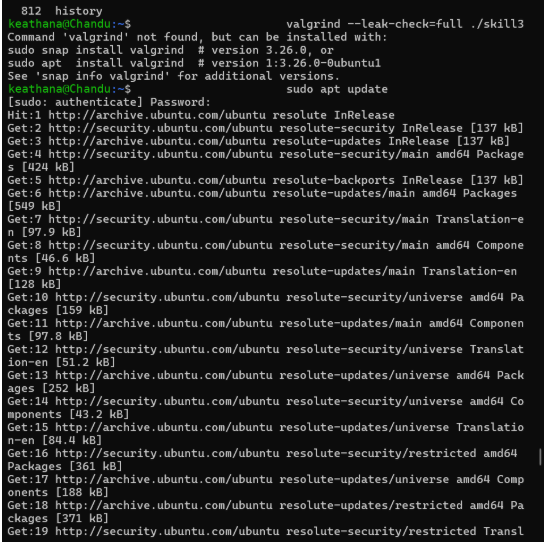 812  history
keathana@Chandu:~$                    valgrind --leak-check=full ./skill3
Command 'valgrind' not found, but can be installed with:
sudo snap install valgrind  # version 3.26.0, or
sudo apt  install valgrind  # version 1:3.26.0-0ubuntu1
See 'snap info valgrind' for additional versions.
keathana@Chandu:~$                    sudo apt update
[sudo: authenticate] Password:
Hit:1 http://archive.ubuntu.com/ubuntu resolute InRelease
Get:2 http://security.ubuntu.com/ubuntu resolute-security InRelease [137 kB]
Get:3 http://archive.ubuntu.com/ubuntu resolute-updates InRelease [137 kB]
Get:4 http://security.ubuntu.com/ubuntu resolute-security/main amd64 Package
s [424 kB]
Get:5 http://archive.ubuntu.com/ubuntu resolute-backports InRelease [137 kB]
Get:6 http://archive.ubuntu.com/ubuntu resolute-updates/main amd64 Packages
[549 kB]
Get:7 http://security.ubuntu.com/ubuntu resolute-security/main Translation-e
n [97.9 kB]
Get:8 http://security.ubuntu.com/ubuntu resolute-security/main amd64 Compone
nts [46.6 kB]
Get:9 http://archive.ubuntu.com/ubuntu resolute-updates/main Translation-en
[128 kB]
Get:10 http://security.ubuntu.com/ubuntu resolute-security/universe amd64 Pa
ckages [159 kB]
Get:11 http://archive.ubuntu.com/ubuntu resolute-updates/main amd64 Componen
ts [97.8 kB]
Get:12 http://security.ubuntu.com/ubuntu resolute-security/universe Translat
ion-en [51.2 kB]
Get:13 http://archive.ubuntu.com/ubuntu resolute-updates/universe amd64 Pack
ages [252 kB]
Get:14 http://security.ubuntu.com/ubuntu resolute-security/universe amd64 Co
mponents [43.2 kB]
Get:15 http://archive.ubuntu.com/ubuntu resolute-updates/universe Translatio
n-en [84.4 kB]
Get:16 http://security.ubuntu.com/ubuntu resolute-security/restricted amd64
Packages [361 kB]
Get:17 http://archive.ubuntu.com/ubuntu resolute-updates/universe amd64 Comp
onents [188 kB]
Get:18 http://archive.ubuntu.com/ubuntu resolute-updates/restricted amd64 Pa
ckages [371 kB]
Get:19 http://security.ubuntu.com/ubuntu resolute-security/restricted Transl